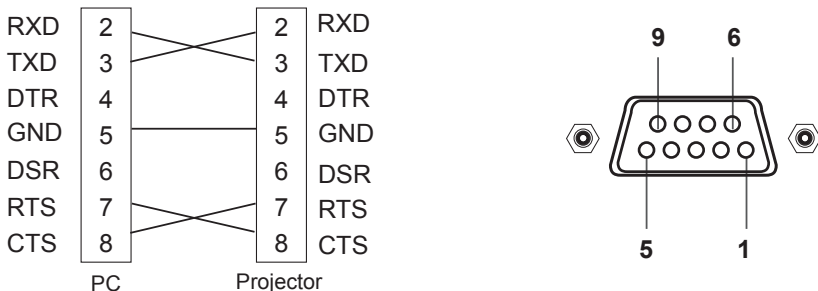 RXD 2 2 RXD
TXD 3 3 TXD
DTR 4 4 DTR
GND 5 5 GND
DSR 6 6 DSR
RTS 7 7 RTS
CTS 8 8 CTS
PC Projector
9 6
5 1